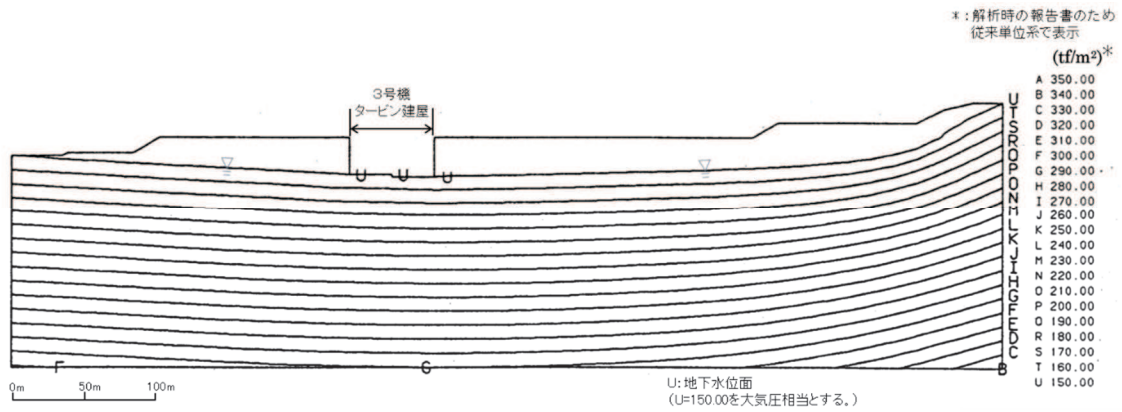 *:解析時の報告書のため
従来単位系で表示
(tf/m²)*
3号機
タービン建屋
A 350.00
B 340.00
C 330.00
D 320.00
E 310.00
F 300.00
G 290.00
H 280.00
I 270.00
J 260.00
K 250.00
L 240.00
M 230.00
N 220.00
O 210.00
P 200.00
Q 190.00
R 180.00
S 170.00
T 160.00
U 150.00
U
T
S
R
Q
P
O
N
M
L
K
J
I
H
G
F
E
D
C
B
U U U
F G
0m 50m 100m
U:地下水位面
(U=150.00を大気圧相当とする。)